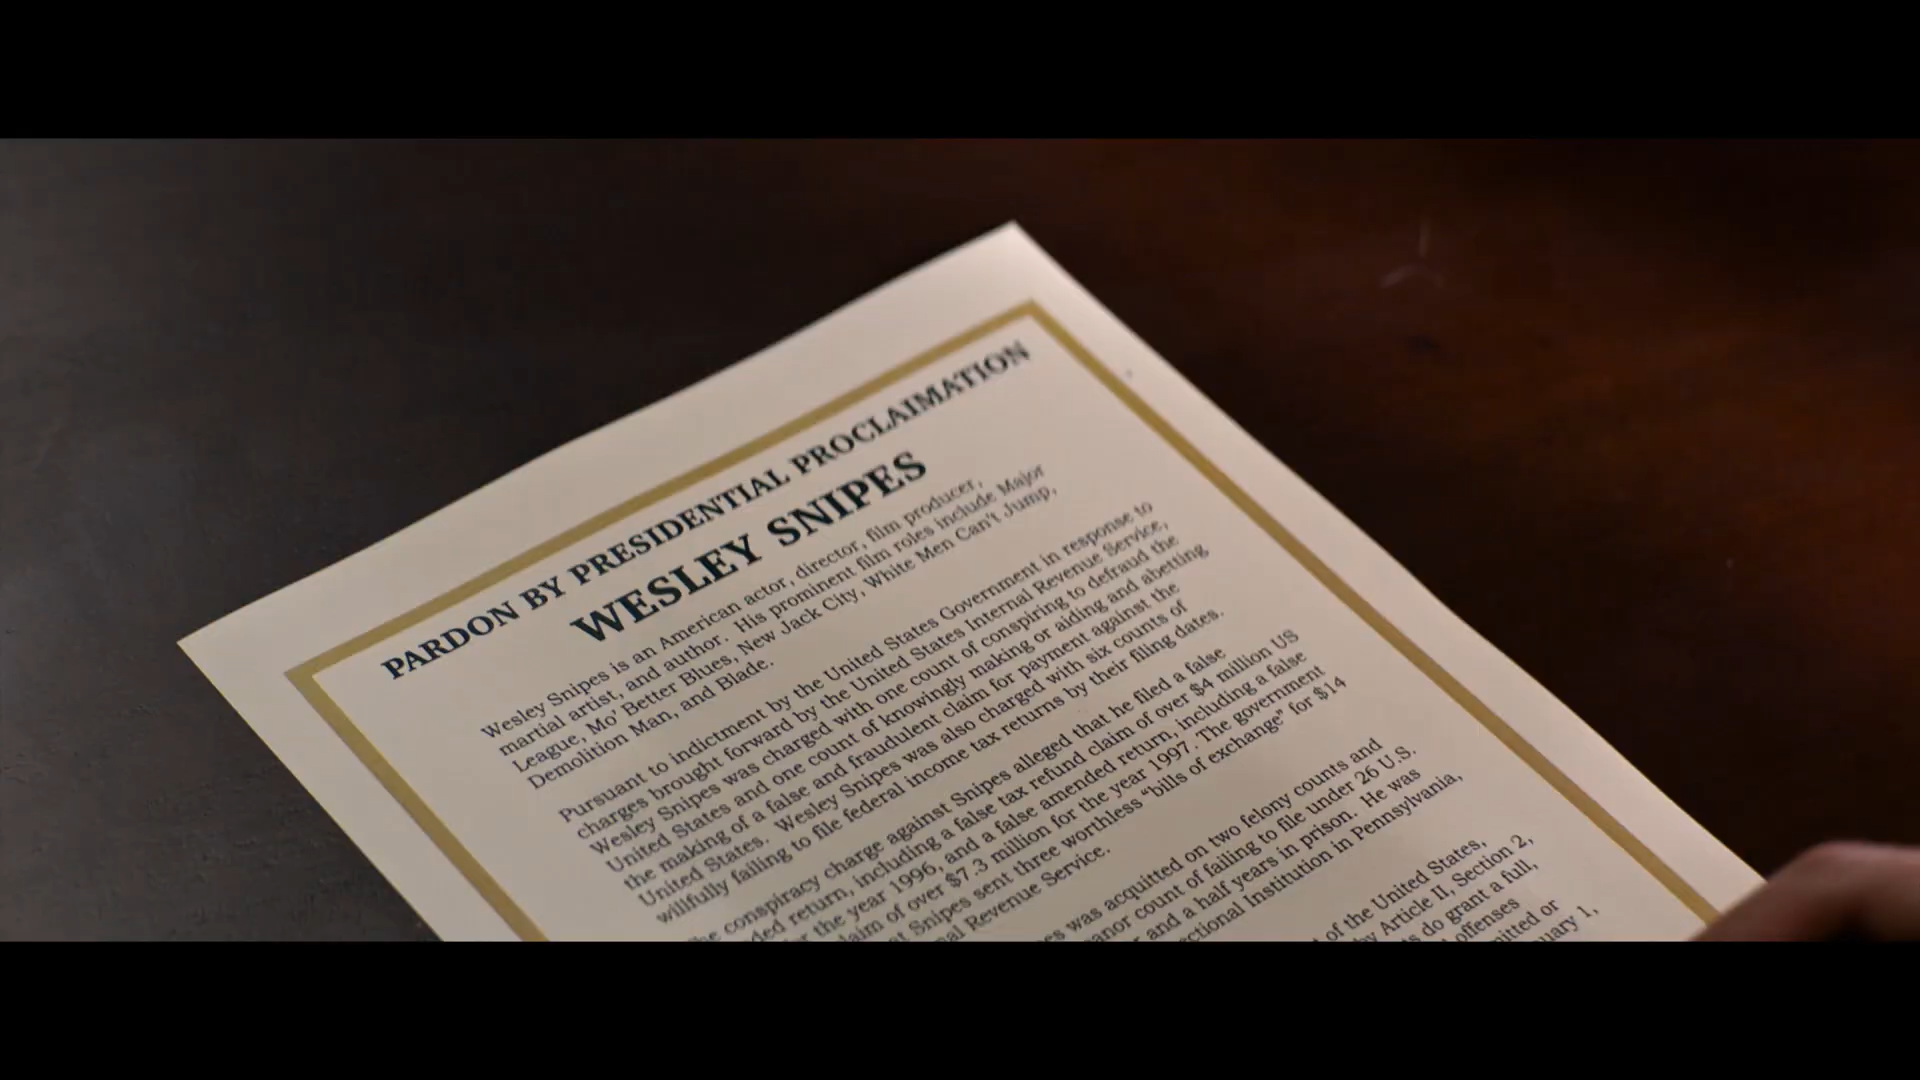 PARDON BY PRESIDENTIAL PROCLAIMATION
WESLEY SNIPES
Wesley Snipes is an American actor, director, film producer,
martial artist, and author. His prominent film roles include Major
League, Mo' Better Blues, New Jack City, White Men Can't Jump,
Demolition Man, and Blade.
Pursuant to indictment by the United States Government in response to
charges brought forward by the United States Internal Revenue Service,
Wesley Snipes was charged with one count of conspiring to defraud the
United States and one count of knowingly making or aiding and abetting
the making of a false and fraudulent claim for payment against the
United States. Wesley Snipes was also charged with six counts of
willfully failing to file federal income tax returns by their filing dates.
conspiracy charge against Snipes alleged that he filed a false
return, including a false tax refund claim of over $4 million US
the year 1996, and a false amended return, including a false
of over $7.3 million for the year 1997. The government
Snipes sent three worthless "bills of exchange" for $14
Revenue Service.
was acquitted on two felony counts and
count of failing to file under 26 U.S.
and a half years in prison. He was
Institution in Pennsylvania,
of the United States,
Article II, Section 2,
do grant a full,
offenses
or
1,